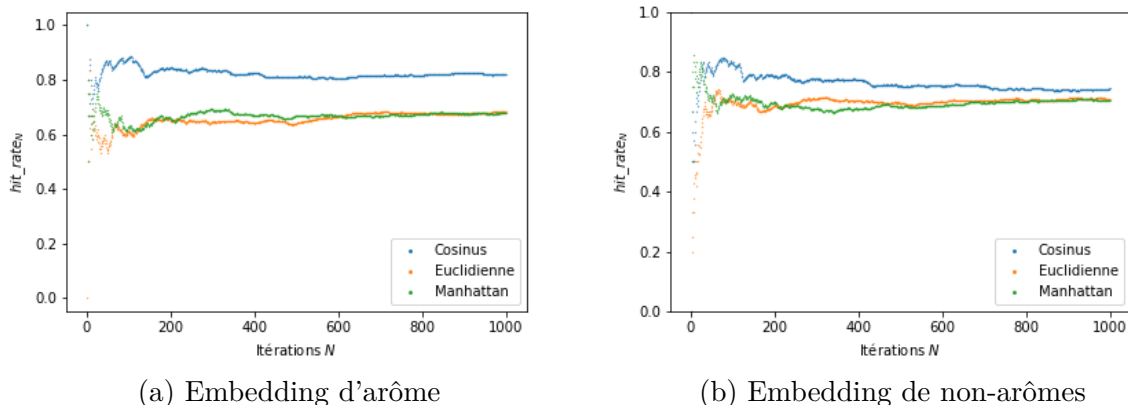 1.0
0.8
0.6
0.4
0.2
0.0
hit_rate_N
0 200 400 600 800 1000
Itérations N
Cosinus
Euclidienne
Manhattan
(a) Embedding d'arôme
1.0
0.8
0.6
0.4
0.2
0.0
hit_rate_N
0 200 400 600 800 1000
Itérations N
Cosinus
Euclidienne
Manhattan
(b) Embedding de non-arômes